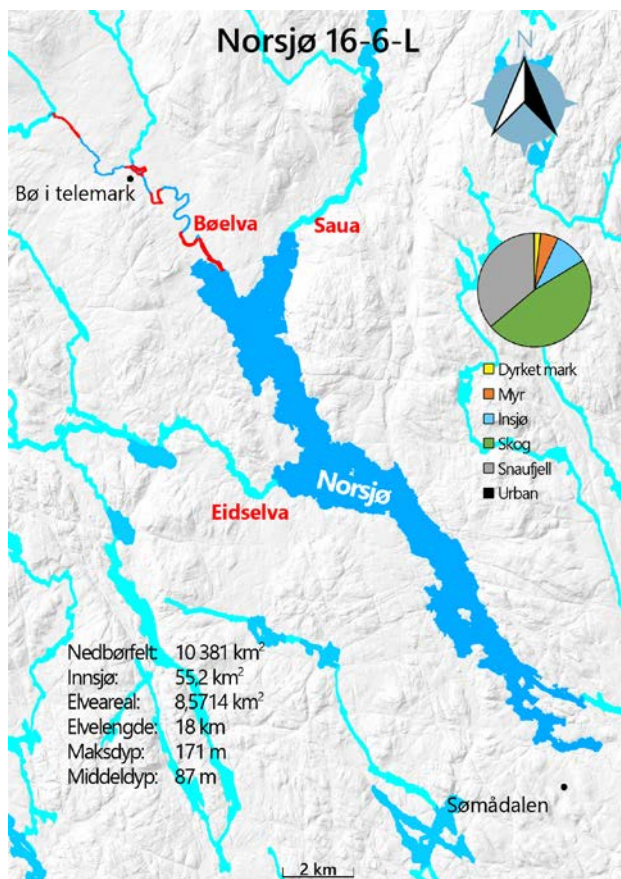 Norsjø 16-6-L
N
Bø i telemark
Bøelva
Saua
Dyrket mark
Myr
Insjø
Skog
Snaufjell
Urban
Norsjø
Eidselva
Nedbørfelt: 10 381 km²
Innsjø: 55,2 km²
Elveareal: 8,5714 km²
Elvelengde: 18 km
Maksdyp: 171 m
Middeldyp: 87 m
Sømådalen
2 km